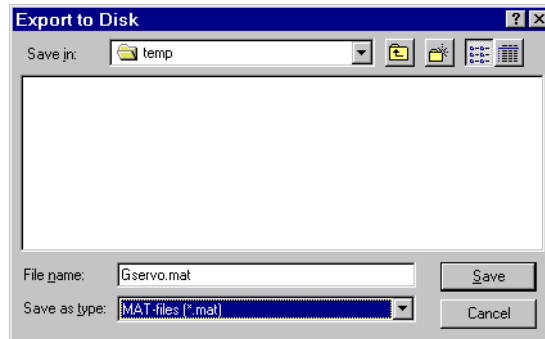 Export to Disk
Save in: temp
File name: Gservo.mat
Save
Save as type: MAT-files (*.mat)
Cancel